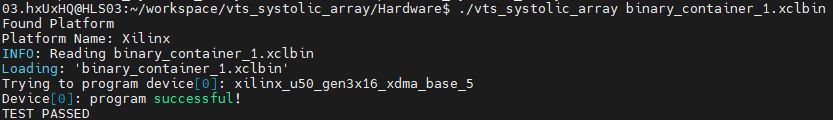 03.hxUxHQ@HLS03:~/workspace/vts_systolic_array/Hardware$ ./vts_systolic_array binary_container_1.xclbin
Found Platform
Platform Name: Xilinx
INFO: Reading binary_container_1.xclbin
Loading: 'binary_container_1.xclbin'
Trying to program device[0]: xilinx_u50_gen3x16_xdma_base_5
Device[0]: program successful!
TEST PASSED